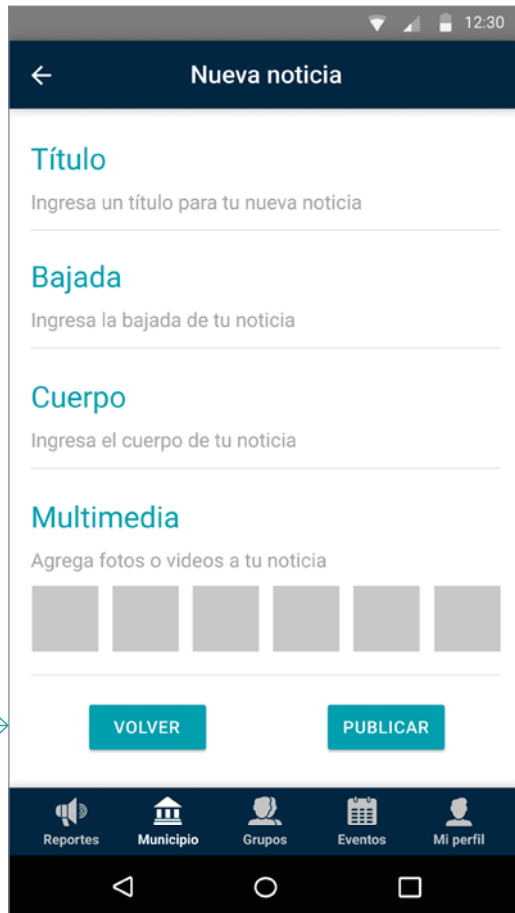 12:30
Nueva noticia
Título
Ingresa un título para tu nueva noticia
Bajada
Ingresa la bajada de tu noticia
Cuerpo
Ingresa el cuerpo de tu noticia
Multimedia
Agrega fotos o videos a tu noticia
VOLVER PUBLICAR
Reportes Municipio Grupos Eventos Mi perfil